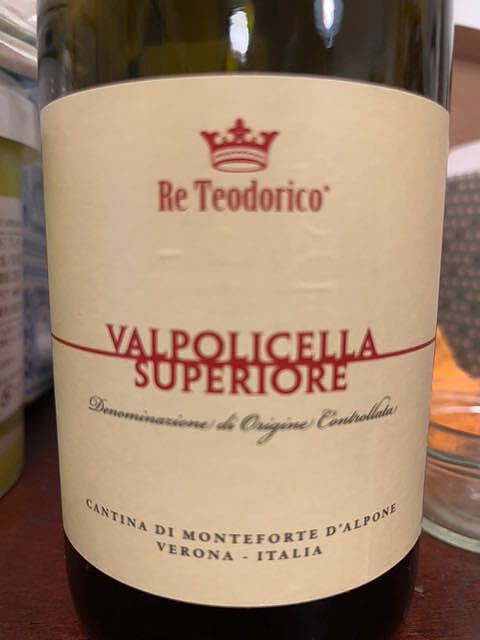 Re Teodorico
VALPOLICELLA
SUPERIORE
Denominazione di Origine Controllata
CANTINA DI MONTEFORTE D'ALPONE
VERONA - ITALIA